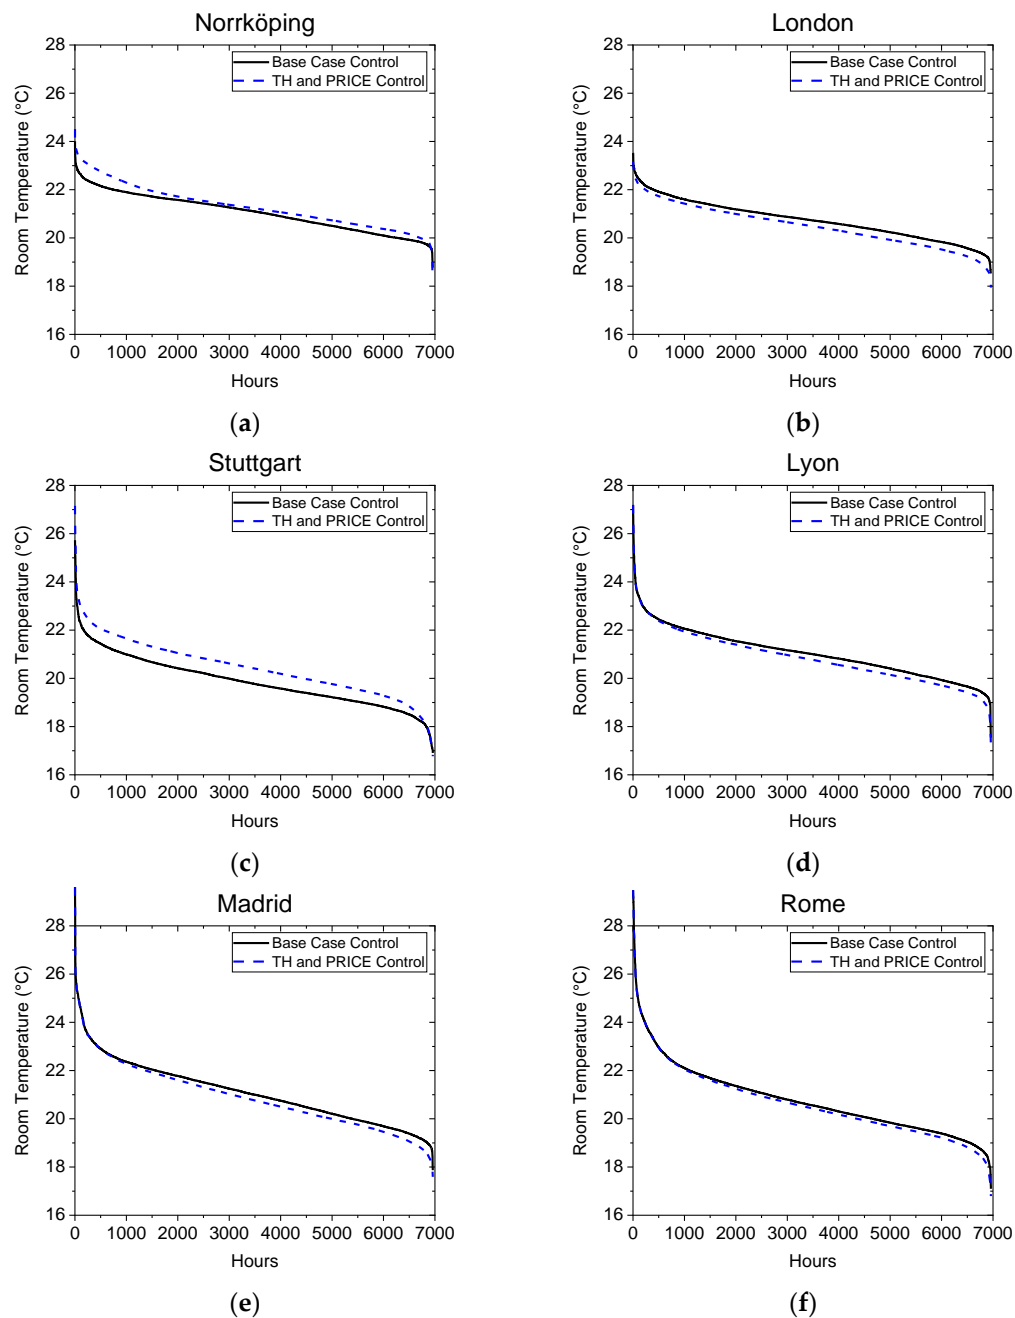 Norrköping
28
26
24
22
20
18
16
Room Temperature (°C)
Base Case Control
TH and PRICE Control
0 1000 2000 3000 4000 5000 6000 7000
Hours
(a)
London
28
26
24
22
20
18
16
Room Temperature (°C)
Base Case Control
TH and PRICE Control
0 1000 2000 3000 4000 5000 6000 7000
Hours
(b)
Stuttgart
28
26
24
22
20
18
16
Room Temperature (°C)
Base Case Control
TH and PRICE Control
0 1000 2000 3000 4000 5000 6000 7000
Hours
(c)
Lyon
28
26
24
22
20
18
16
Room Temperature (°C)
Base Case Control
TH and PRICE Control
0 1000 2000 3000 4000 5000 6000 7000
Hours
(d)
Madrid
28
26
24
22
20
18
16
Room Temperature (°C)
Base Case Control
TH and PRICE Control
0 1000 2000 3000 4000 5000 6000 7000
Hours
(e)
Rome
28
26
24
22
20
18
16
Room Temperature (°C)
Base Case Control
TH and PRICE Control
0 1000 2000 3000 4000 5000 6000 7000
Hours
(f)